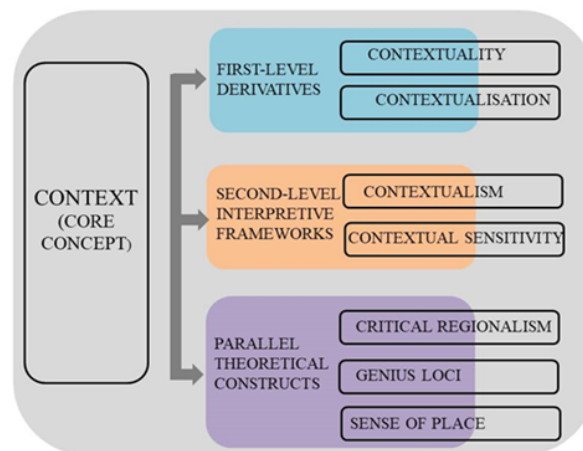 CONTEXT
(CORE
CONCEPT)
FIRST-LEVEL
DERIVATIVES
CONTEXTUALITY
CONTEXTUALISATION
SECOND-LEVEL
INTERPRETIVE
FRAMEWORKS
CONTEXTUALISM
CONTEXTUAL SENSITIVITY
PARALLEL
THEORETICAL
CONSTRUCTS
CRITICAL REGIONALISM
GENIUS LOCI
SENSE OF PLACE